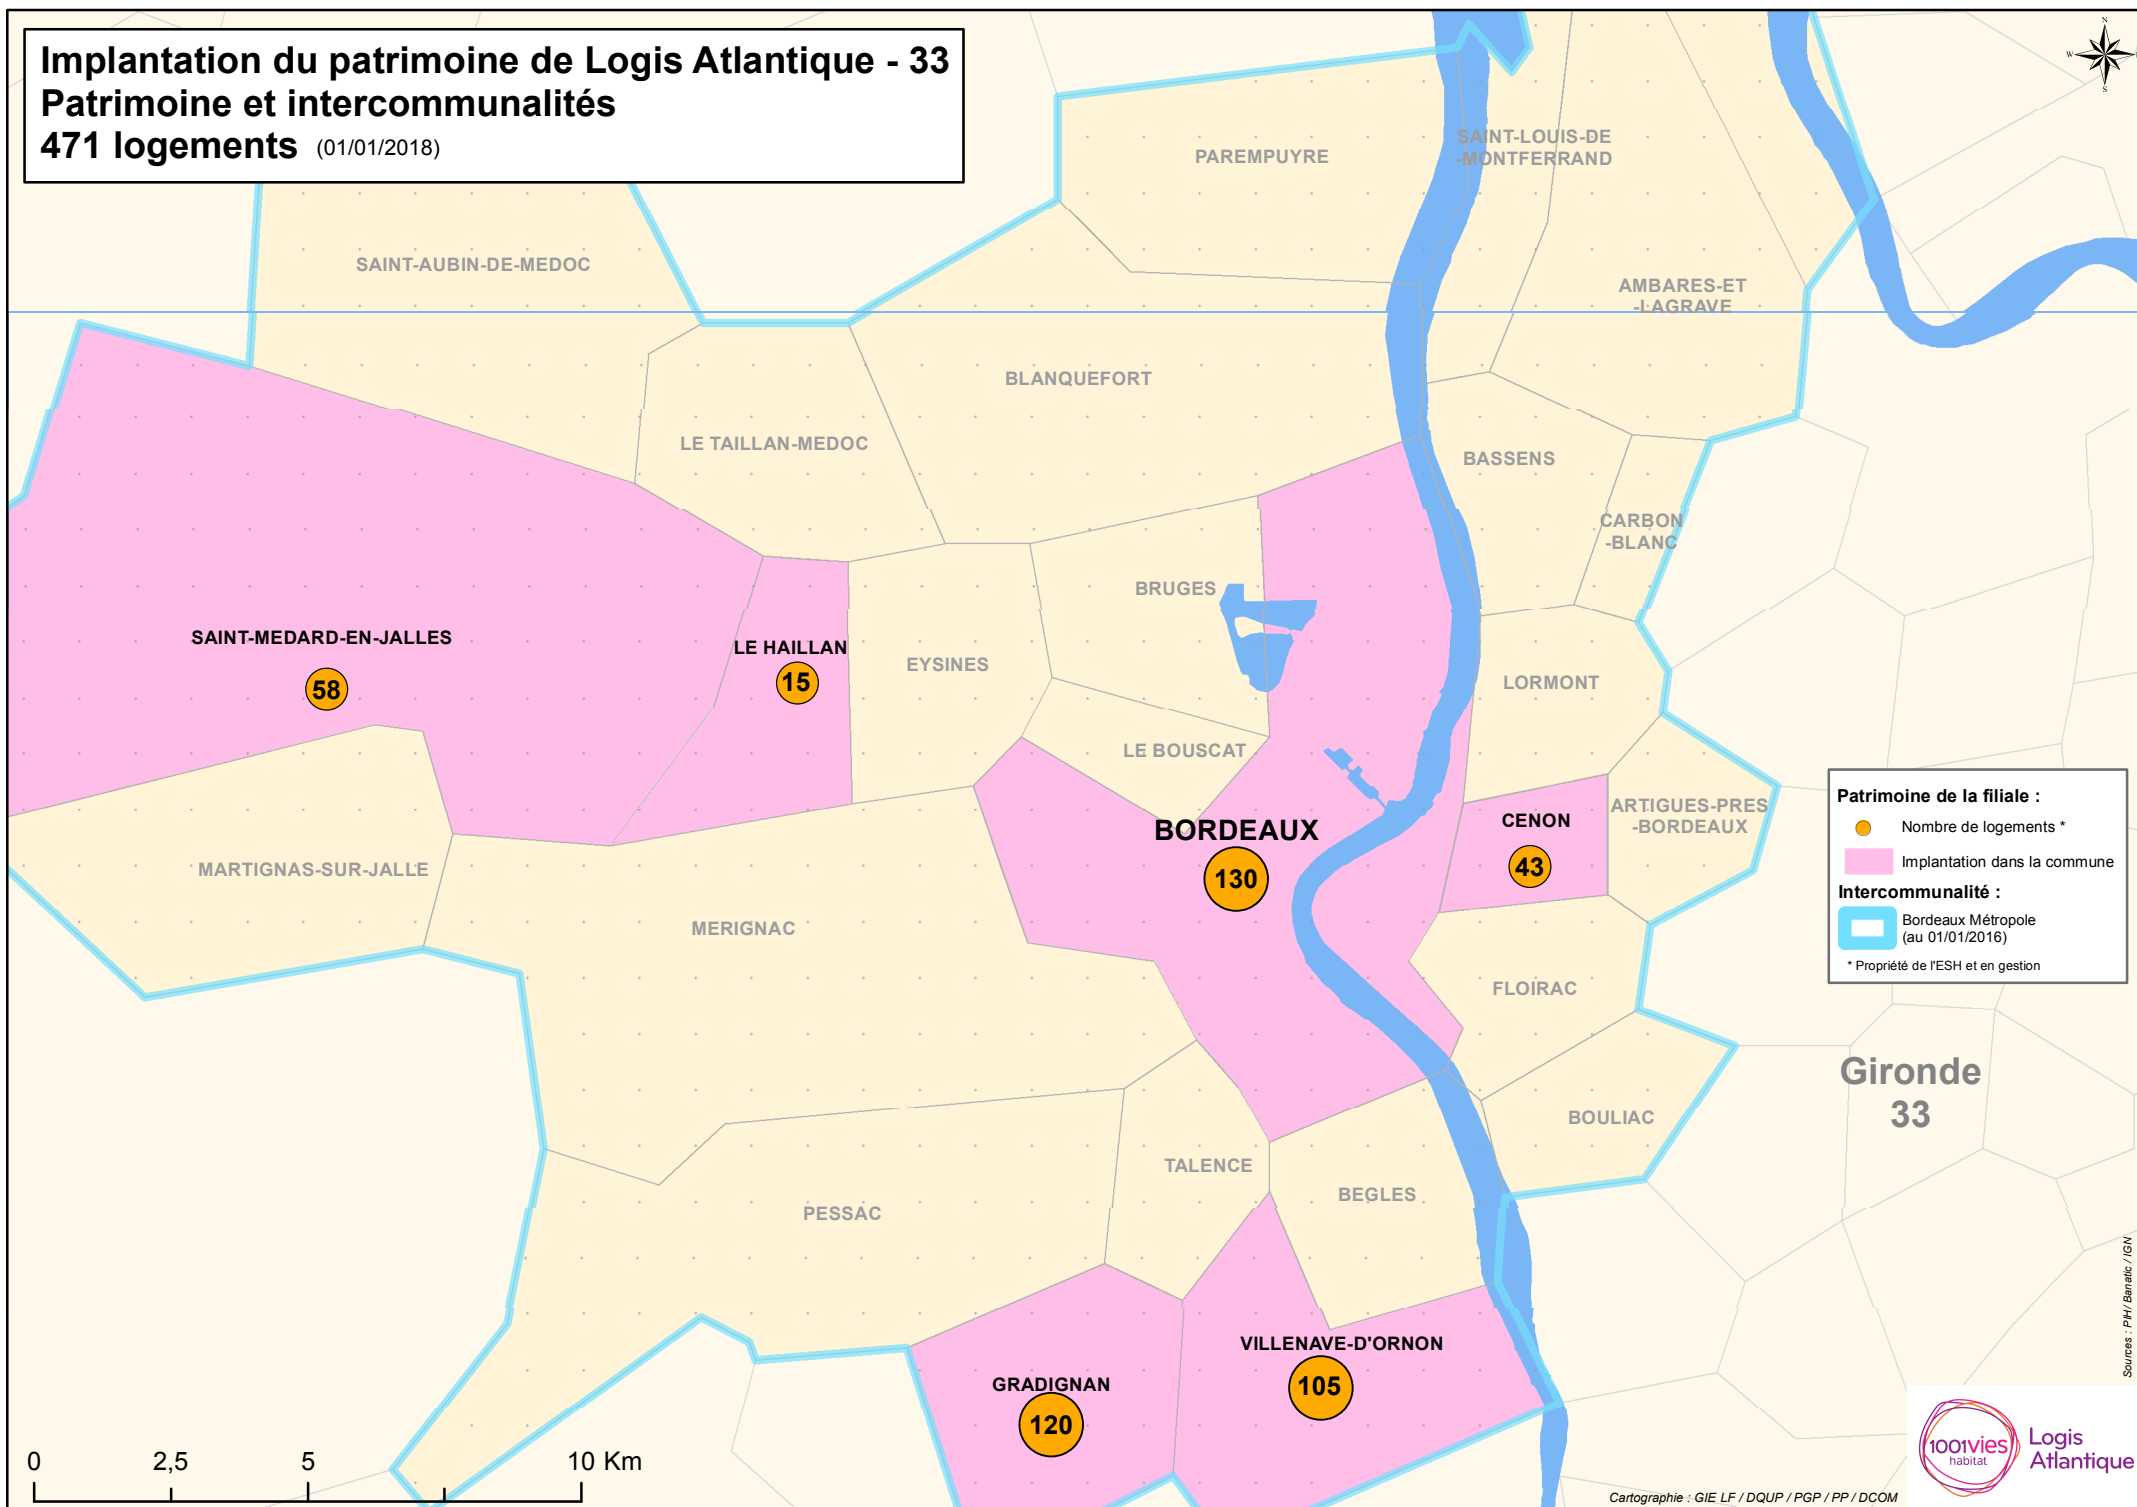 Implantation du patrimoine de Logis Atlantique - 33
Patrimoine et intercommunalités
471 logements (01/01/2018)
N
W
S
PAREMPUYRE
SAINT-LOUIS-DE
-MONTFERRAND
SAINT-AUBIN-DE-MEDOC
AMBARES-ET
-LAGRAVE
BLANQUEFORT
LE TAILLAN-MEDOC
BASSENS
CARBON
-BLANC
BRUGES
SAINT-MEDARD-EN-JALLES
58
LE HAILLAN
15
EYSINES
LORMONT
LE BOUSCAT
BORDEAUX
130
CENON
43
ARTIGUES-PRES
-BORDEAUX
MARTIGNAS-SUR-JALLE
MERIGNAC
FLOIRAC
Patrimoine de la filiale :
Nombre de logements *
Implantation dans la commune
Intercommunalité :
Bordeaux Métropole
(au 01/01/2016)
* Propriété de l'ESH et en gestion
Gironde
33
BOULIAC
TALENCE
BEGLES
PESSAC
VILLENAVE-D'ORNON
105
GRADIGNAN
120
0 2,5 5 10 Km
Sources : PIH / Banatic / IGN
1001vies
habitat
Logis
Atlantique
Cartographie : GIE LF / DQUP / PGP / PP / DCOM